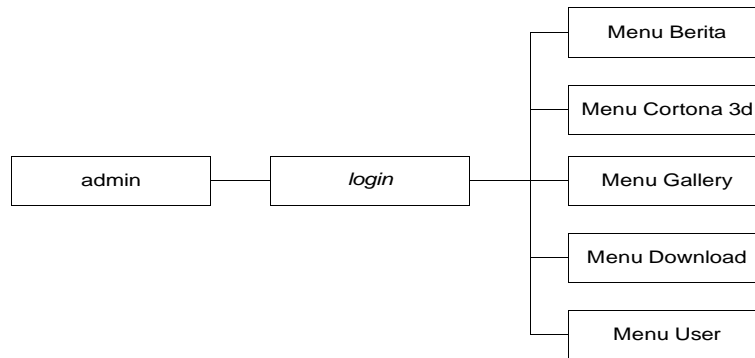 admin
login
Menu Berita
Menu Cortona 3d
Menu Gallery
Menu Download
Menu User